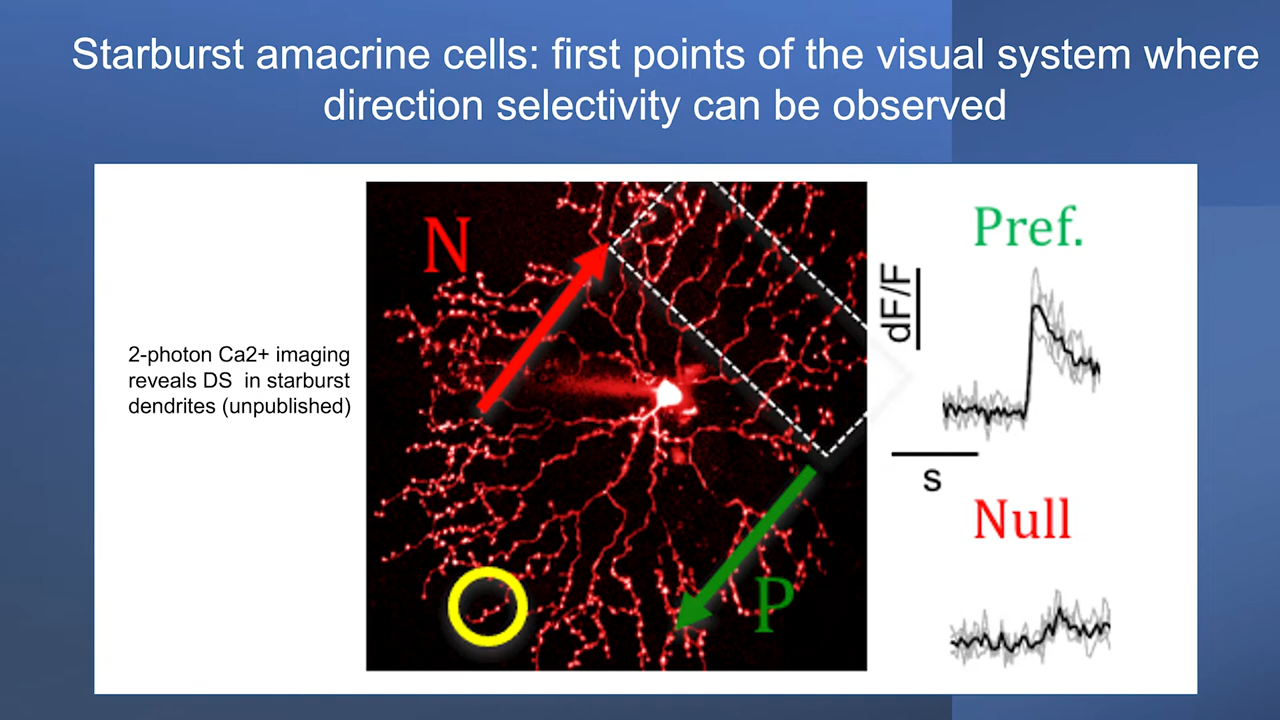 Starburst amacrine cells: first points of the visual system where
direction selectivity can be observed
2-photon Ca2+ imaging
reveals DS  in starburst
dendrites (unpublished)
N
P
Pref.
dF/F
s
Null